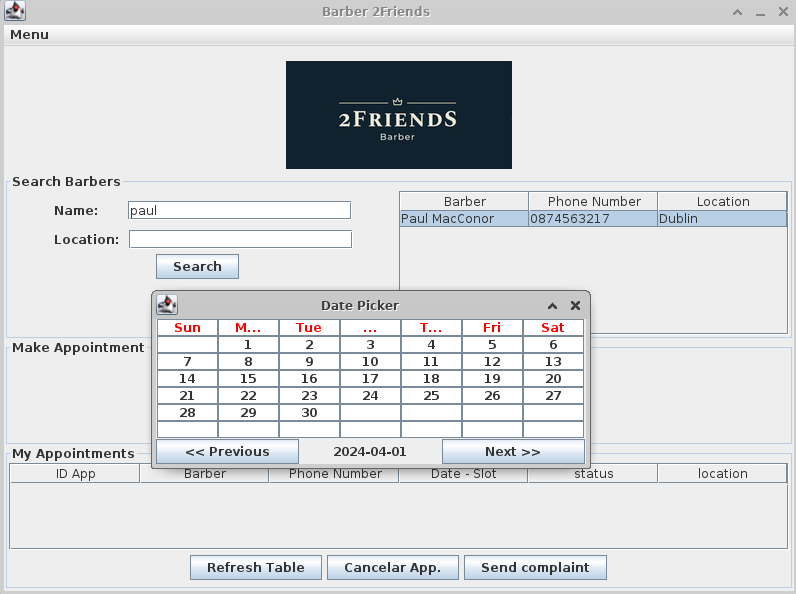 Barber 2Friends
Menu
2FRIENDS
Barber
Search Barbers
Name: paul
Location:
Search
Barber Phone Number Location
Paul MacConor 0874563217 Dublin
Date Picker
Sun M... Tue ... T... Fri Sat
1 2 3 4 5 6
7 8 9 10 11 12 13
14 15 16 17 18 19 20
21 22 23 24 25 26 27
28 29 30
<< Previous 2024-04-01 Next >>
Make Appointment
My Appointments
ID App Barber Phone Number Date - Slot status location
Refresh Table Cancelar App. Send complaint